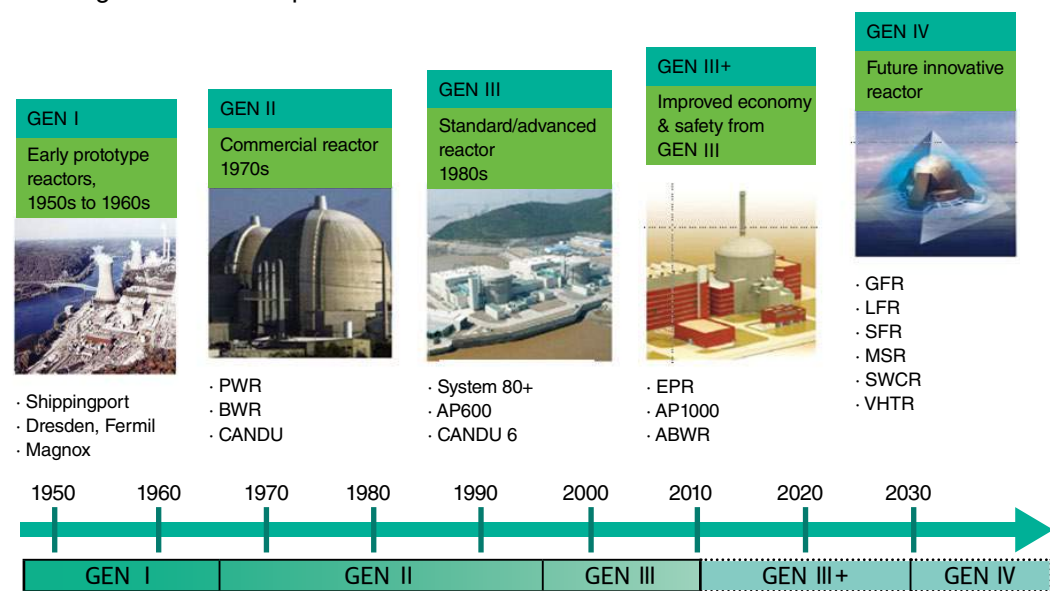 GEN I
Early prototype
reactors,
1950s to 1960s
· Shippingport
· Dresden, Fermil
· Magnox
GEN II
Commercial reactor
1970s
· PWR
· BWR
· CANDU
GEN III
Standard/advanced
reactor
1980s
· System 80+
· AP600
· CANDU 6
GEN III+
Improved economy
& safety from
GEN III
· EPR
· AP1000
· ABWR
GEN IV
Future innovative
reactor
· GFR
· LFR
· SFR
· MSR
· SWCR
· VHTR
1950 1960 1970 1980 1990 2000 2010 2020 2030
GEN I GEN II GEN III GEN III+ GEN IV